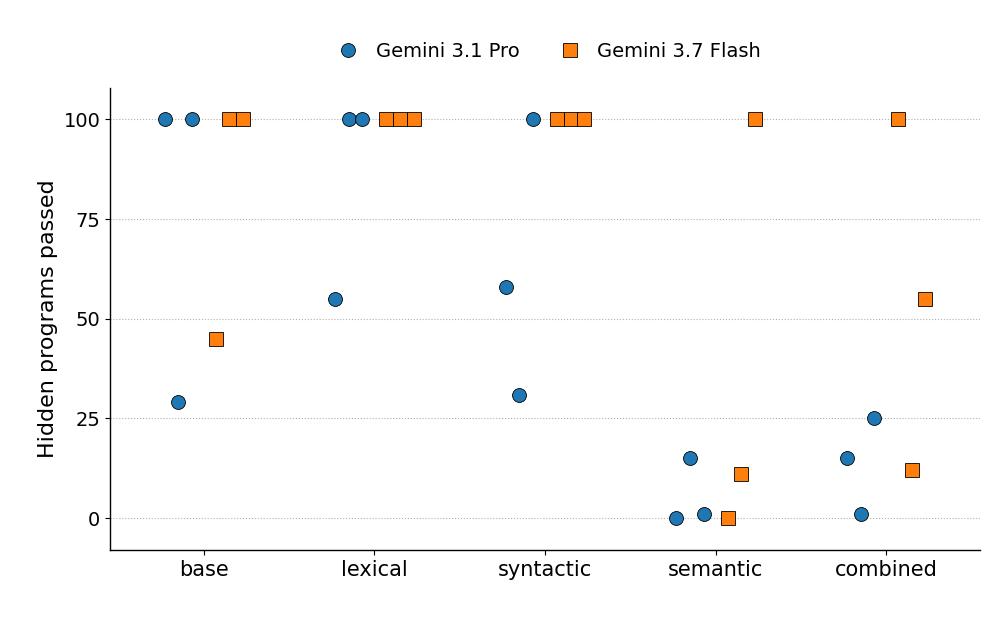 Gemini 3.1 Pro Gemini 3.7 Flash
Hidden programs passed
100
75
50
25
0
base lexical syntactic semantic combined